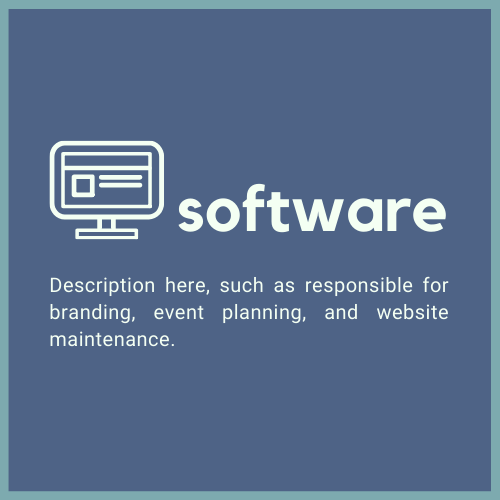 software
Description here, such as responsible for
branding, event planning, and website
maintenance.